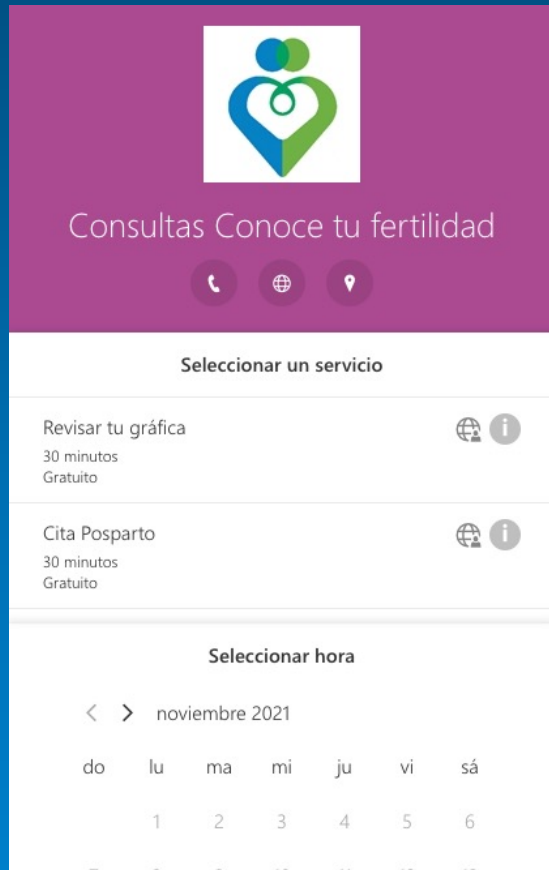 Consultas Conoce tu fertilidad
Seleccionar un servicio
Revisar tu gráfica
30 minutos
Gratuito
Cita Posparto
30 minutos
Gratuito
Seleccionar hora
noviembre 2021
do lu ma mi ju vi sá
1 2 3 4 5 6